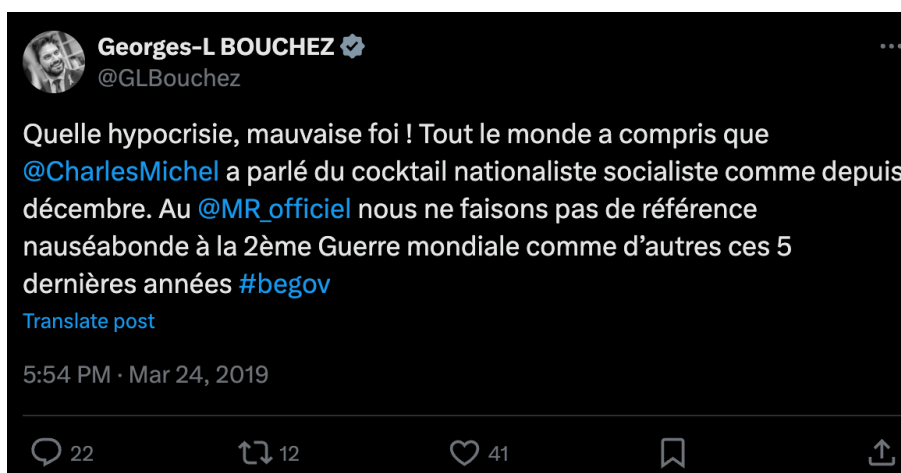 Georges-L BOUCHEZ
@GLBouchez
Quelle hypocrisie, mauvaise foi ! Tout le monde a compris que
@CharlesMichel a parlé du cocktail nationaliste socialiste comme depuis
décembre. Au @MR_officiel nous ne faisons pas de référence
nauséabonde à la 2ème Guerre mondiale comme d’autres ces 5
dernières années #begov
Translate post
5:54 PM · Mar 24, 2019
22 12 41